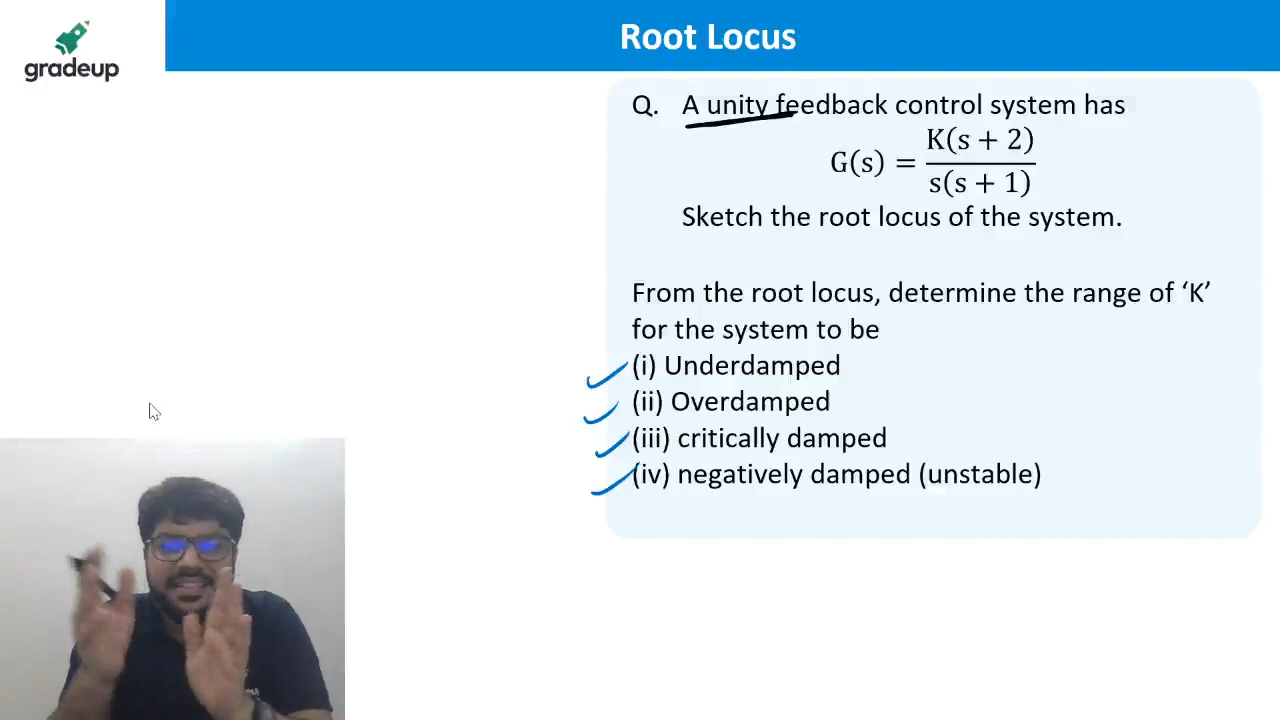 gradeup
Root Locus
Q. A unity feedback control system has
G(s) = K(s + 2) / s(s + 1)
Sketch the root locus of the system.
From the root locus, determine the range of ‘K’
for the system to be
(i) Underdamped
(ii) Overdamped
(iii) critically damped
(iv) negatively damped (unstable)